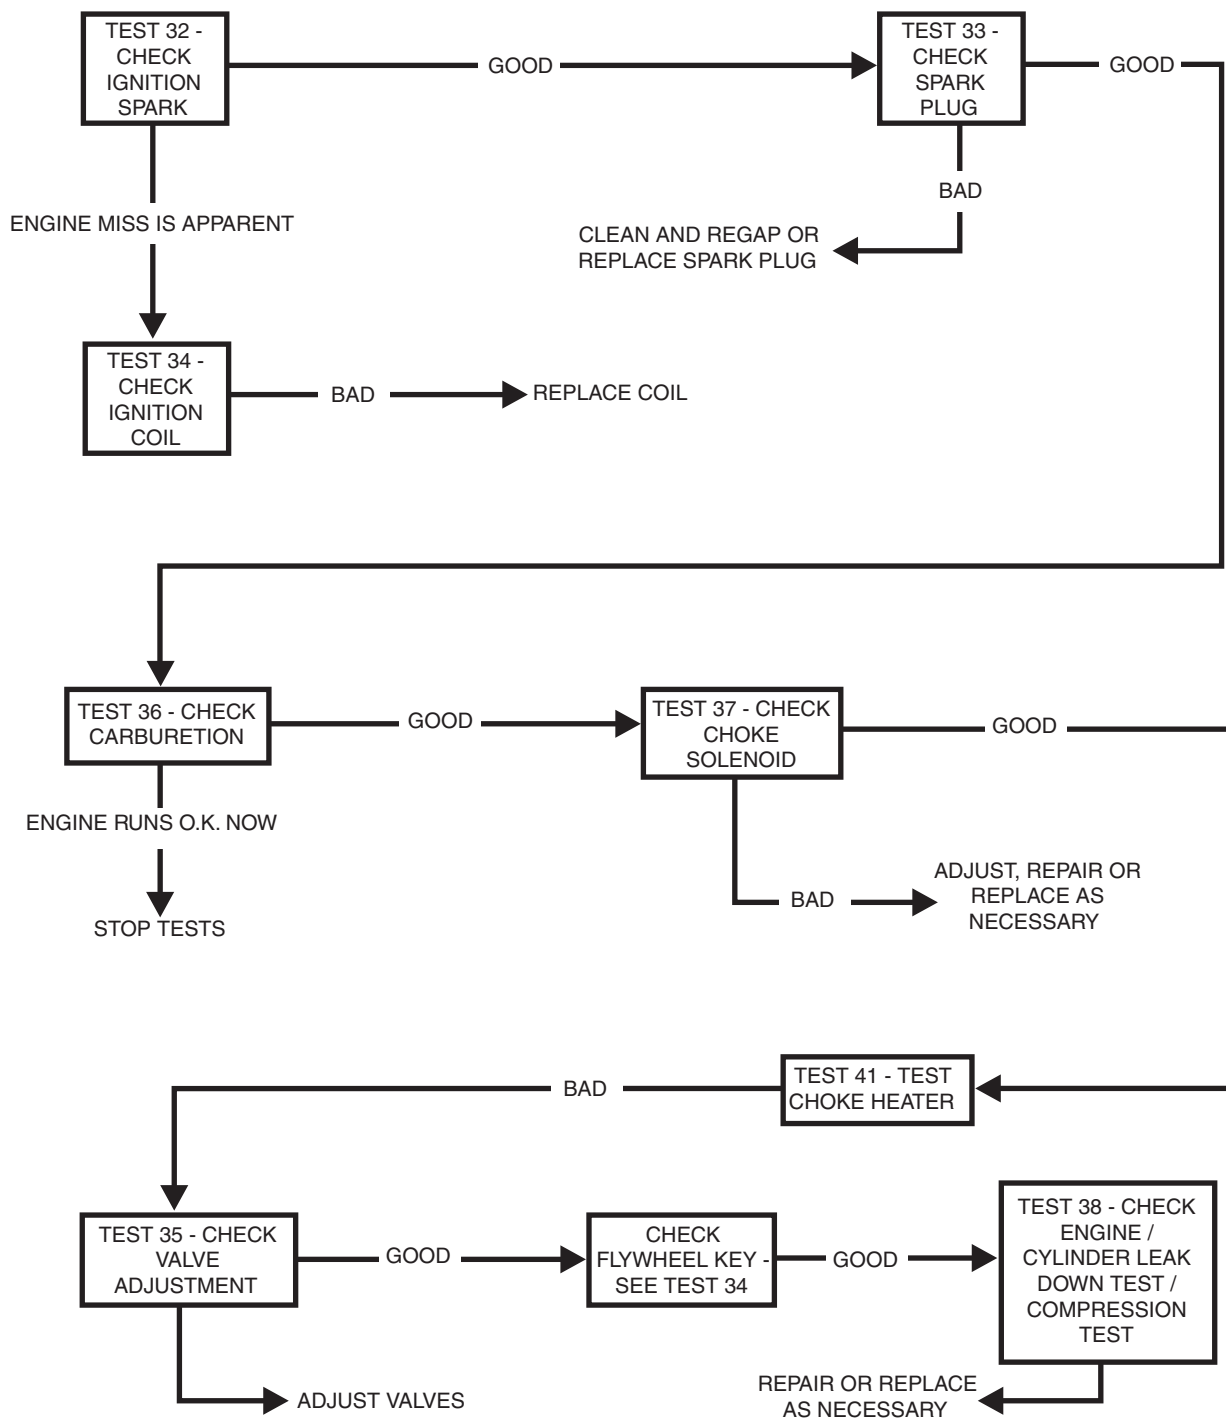 TEST 32 -
CHECK
IGNITION
SPARK
GOOD
TEST 33 -
CHECK
SPARK
PLUG
GOOD
BAD
CLEAN AND REGAP OR
REPLACE SPARK PLUG
ENGINE MISS IS APPARENT
TEST 34 -
CHECK
IGNITION
COIL
BAD
REPLACE COIL
TEST 36 - CHECK
CARBURETION
GOOD
TEST 37 - CHECK
CHOKE
SOLENOID
GOOD
ENGINE RUNS O.K. NOW
STOP TESTS
BAD
ADJUST, REPAIR OR
REPLACE AS
NECESSARY
TEST 41 - TEST
CHOKE HEATER
BAD
TEST 35 - CHECK
VALVE
ADJUSTMENT
GOOD
CHECK
FLYWHEEL KEY -
SEE TEST 34
GOOD
TEST 38 - CHECK
ENGINE /
CYLINDER LEAK
DOWN TEST /
COMPRESSION
TEST
ADJUST VALVES
REPAIR OR REPLACE
AS NECESSARY